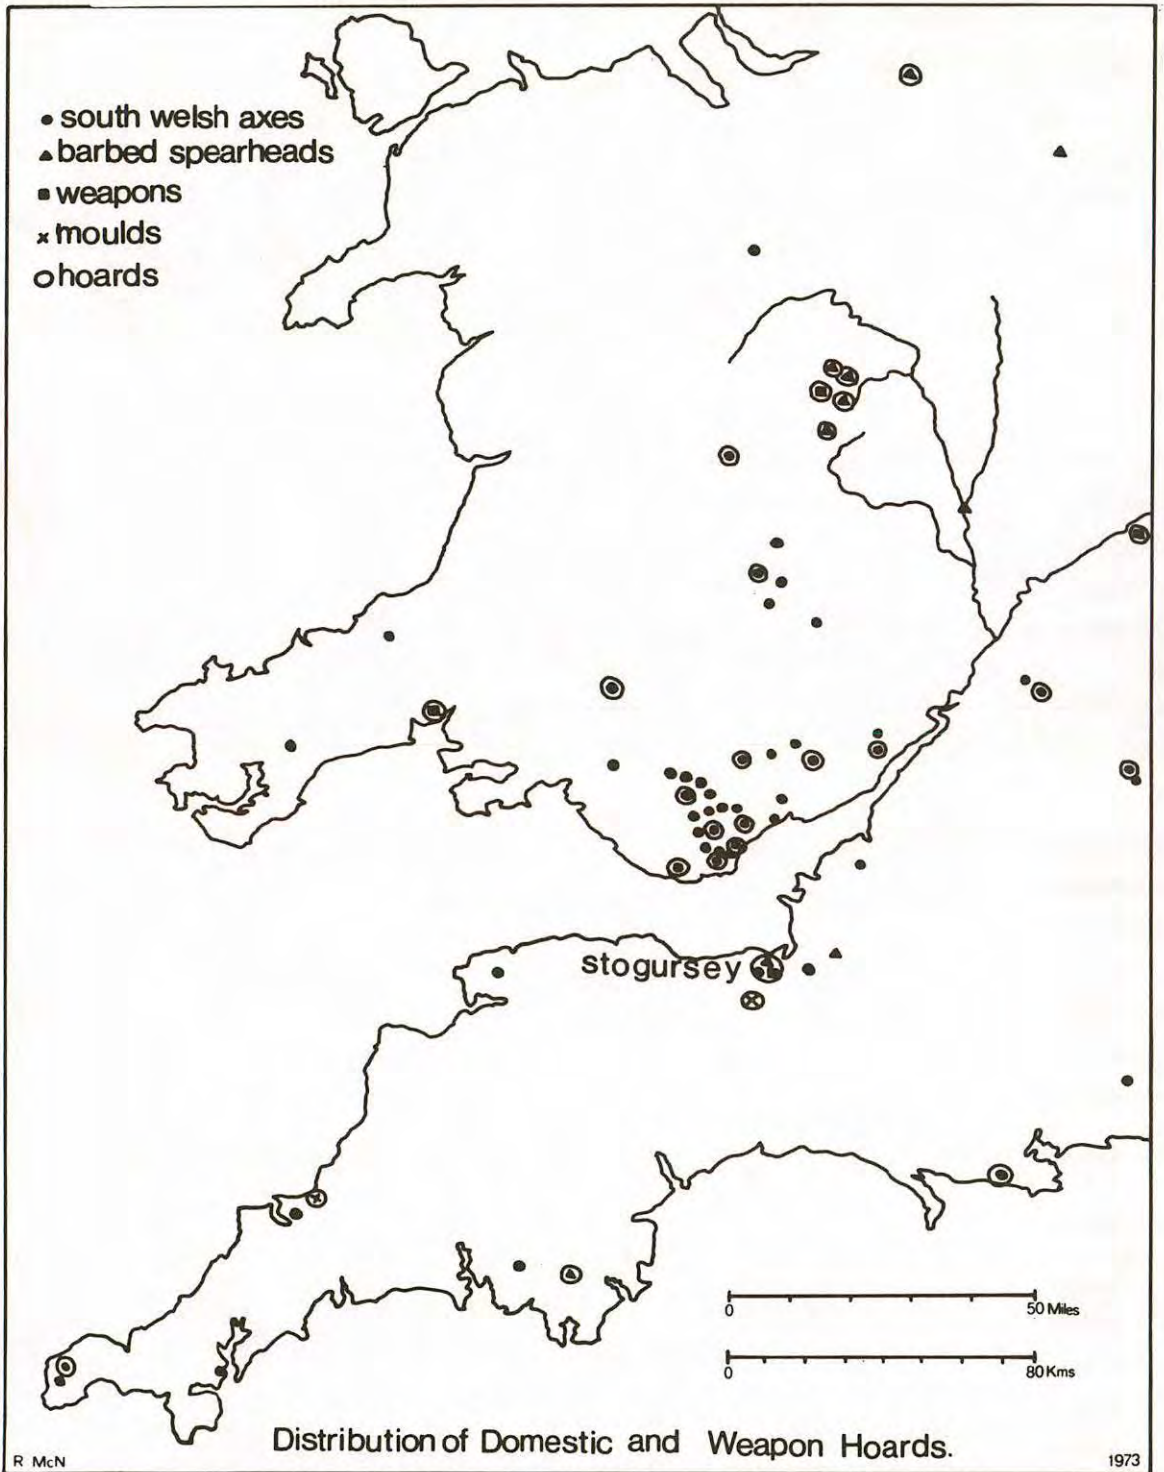 south welsh axes
barbed spearheads
weapons
moulds
hoards
stogursey
0 50 Miles
0 80 Kms
Distribution of Domestic and Weapon Hoards.
R McN 1973